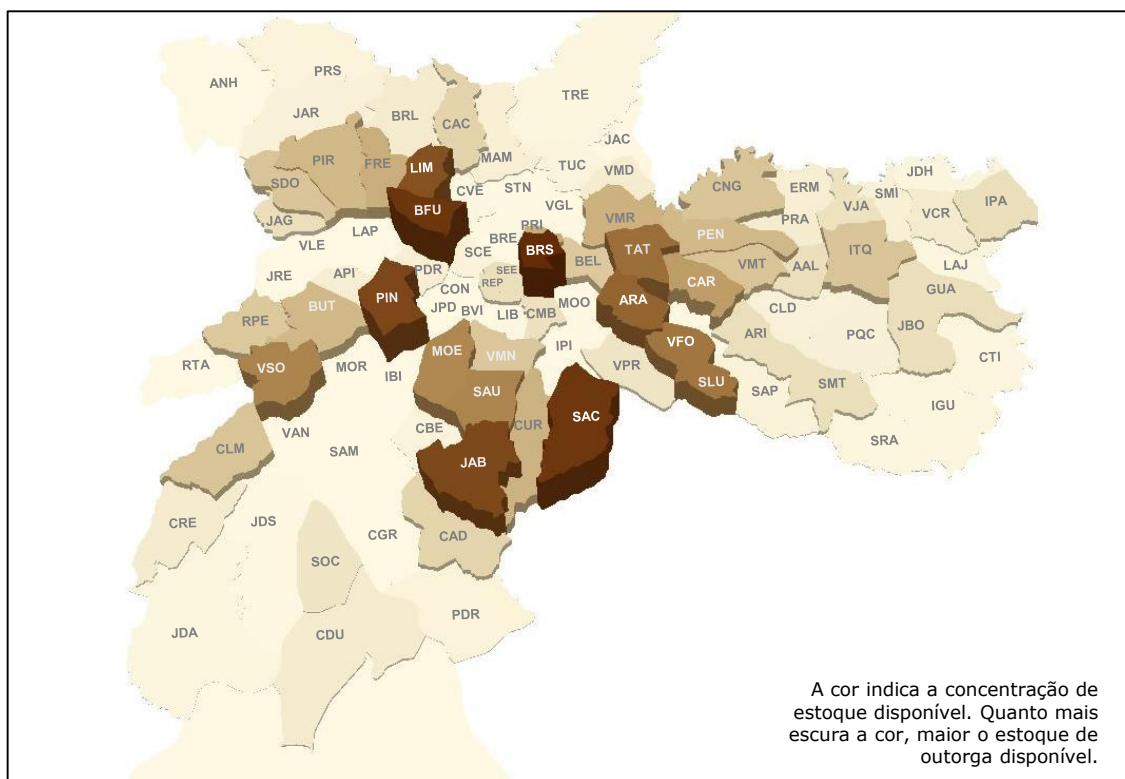 ANH
PRS
TRE
JAR
BRL
CAC
JAC
PIR
FRE
LIM
MAM
TUC
VMD
SDO
CVE
STN
CNG
ERM
SMI
JDH
JAG
BFU
VGL
VMR
PRA
VJA
VCR
IPA
LAP
PRI
VLE
BRE
BRS
TAT
PEN
SCE
BEL
VMT
AAL
ITQ
LAJ
JRE
API
PDR
SEE
REP
CAR
GUA
PIN
CON
MOO
ARA
BUT
JPD
BVI
LIB
CMB
CLD
RPE
ARI
PQC
JBO
VFO
IPI
MOE
VMN
CTI
RTA
VSO
MOR
IBI
VPR
SLU
SAP
SMT
SAU
IGU
SAC
CBE
CUR
VAN
SRA
CLM
SAM
JAB
CRE
JDS
CGR
CAD
SOC
PDR
JDA
CDU
A cor indica a concentração de
estoque disponível. Quanto mais
escura a cor, maior o estoque de
outorga disponível.